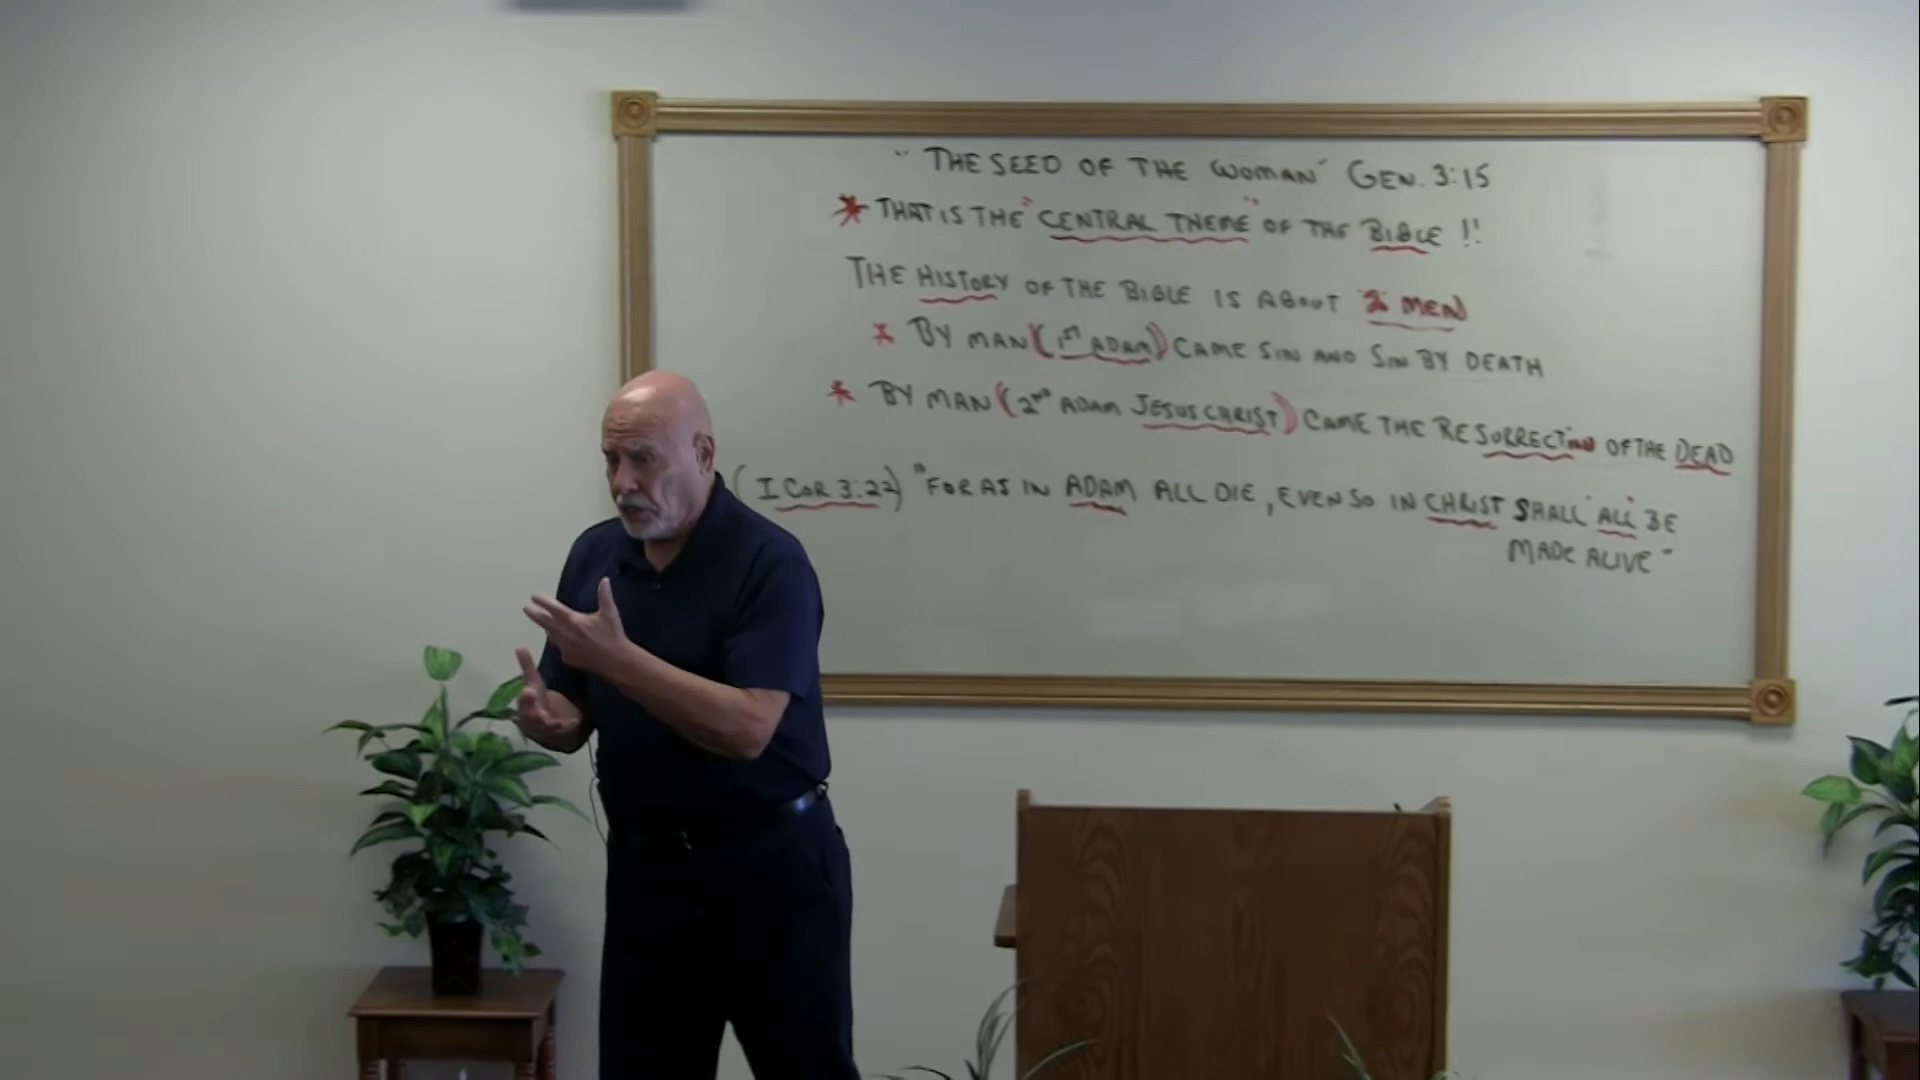 "THE SEED OF THE WOMAN" GEN. 3:15
* THAT IS THE "CENTRAL THEME" OF THE BIBLE !!
THE HISTORY OF THE BIBLE IS ABOUT "2" MEN
* BY MAN (1ST ADAM) CAME SIN AND SIN BY DEATH
* BY MAN (2ND ADAM JESUS CHRIST) CAME THE RESURRECTION OF THE DEAD
(I COR 3:22) "FOR AS IN ADAM ALL DIE, EVEN SO IN CHRIST SHALL "ALL" BE
MADE ALIVE"